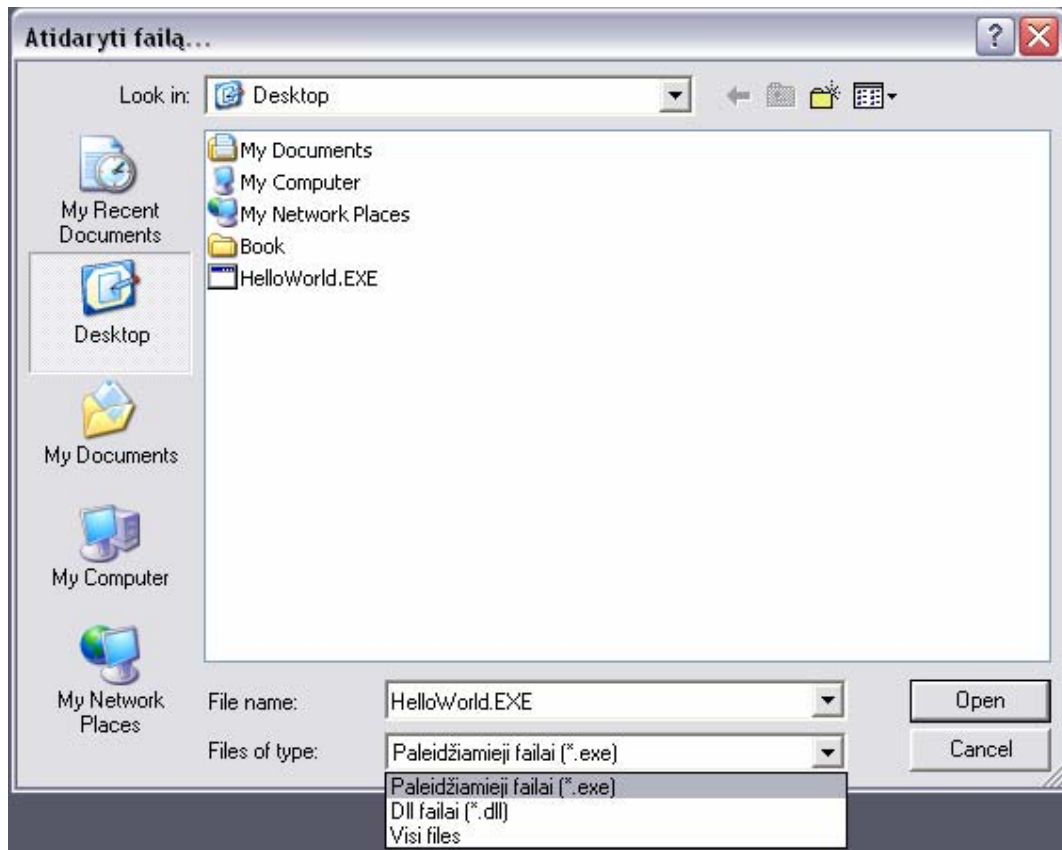 Atidaryti failą...
Look in:
Desktop
My Documents
My Computer
My Network Places
Book
HelloWorld.EXE
My Recent
Documents
Desktop
My Documents
My Computer
My Network
Places
File name:
HelloWorld.EXE
Open
Files of type:
Paleidžiamieji failai (*.exe)
Cancel
Paleidžiamieji failai (*.exe)
Dll failai (*.dll)
Visi files